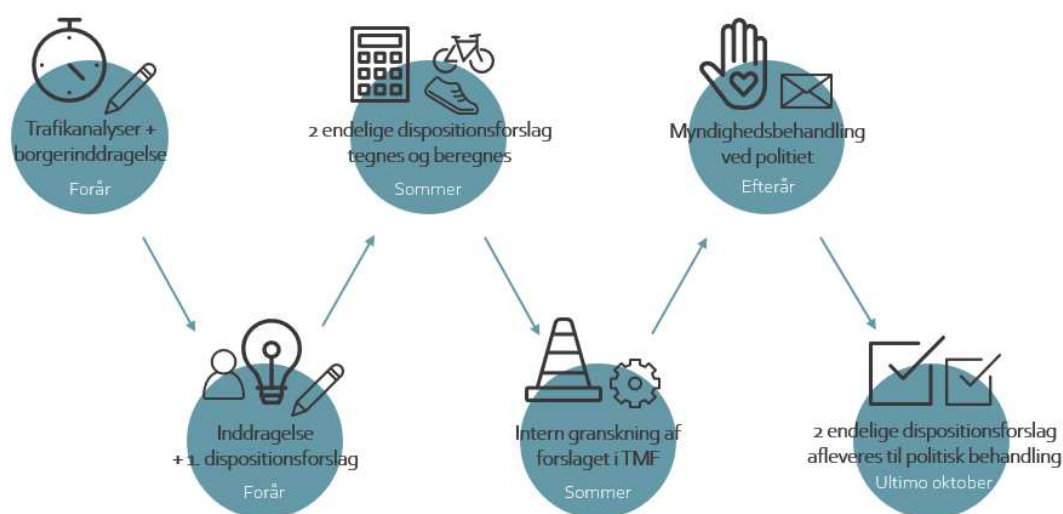 Trafikanalyser +
borgerinddragelse
Forår
Inddragelse
+ 1. dispositionsforslag
Forår
2 endelige dispositionsforslag
tegnes og beregnes
Sommer
Intern granskning af
forslaget i TMF
Sommer
Myndighedsbehandling
ved politiet
Efterår
2 endelige dispositionsforslag
afleveres til politisk behandling
Ultimo oktober